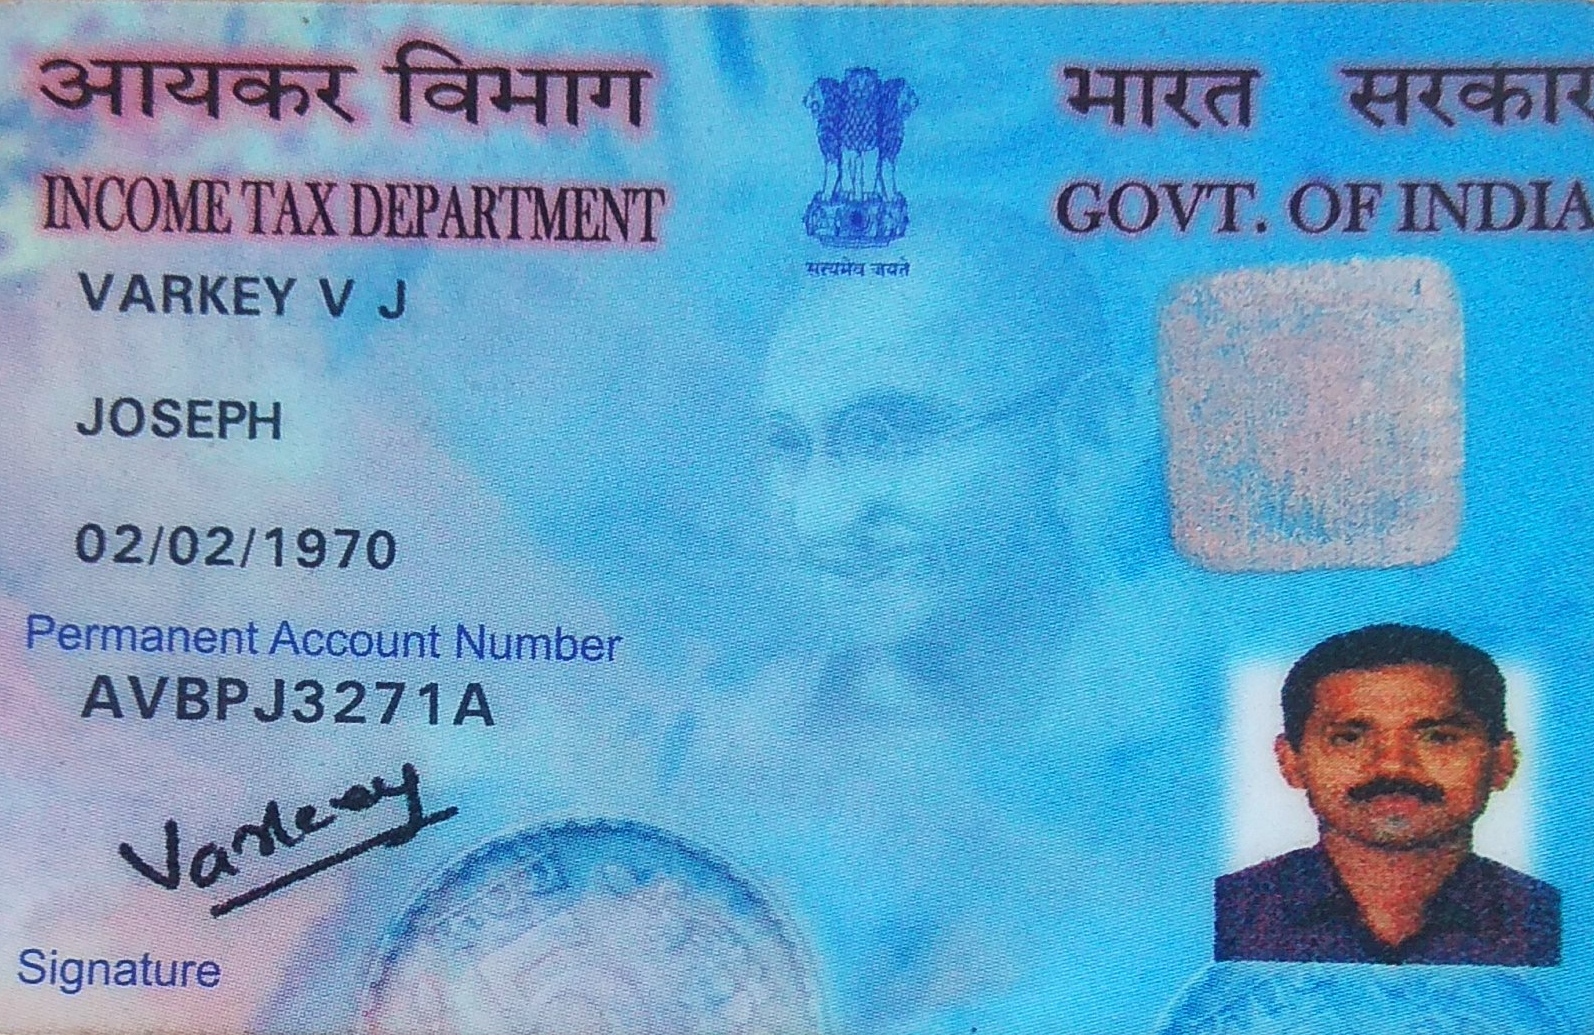 आयकर विभाग
INCOME TAX DEPARTMENT
सत्यमेव जयते
भारत सरकार
GOVT. OF INDIA
VARKEY V J
JOSEPH
02/02/1970
Permanent Account Number
AVBPJ3271A
Varkey
Signature